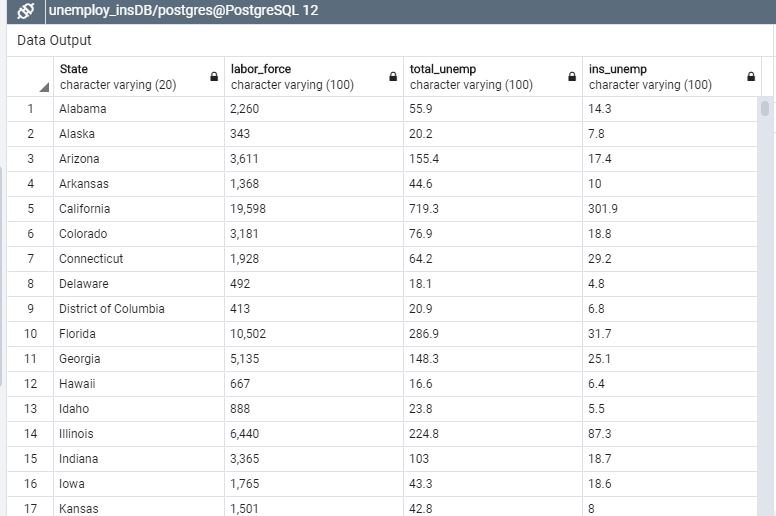 unemploy_insDB/postgres@PostgreSQL 12
Data Output
State labor_force total_unemp ins_unemp
character varying (20) character varying (100) character varying (100) character varying (100)
1 Alabama 2,260 55.9 14.3
2 Alaska 343 20.2 7.8
3 Arizona 3,611 155.4 17.4
4 Arkansas 1,368 44.6 10
5 California 19,598 719.3 301.9
6 Colorado 3,181 76.9 18.8
7 Connecticut 1,928 64.2 29.2
8 Delaware 492 18.1 4.8
9 District of Columbia 413 20.9 6.8
10 Florida 10,502 286.9 31.7
11 Georgia 5,135 148.3 25.1
12 Hawaii 667 16.6 6.4
13 Idaho 888 23.8 5.5
14 Illinois 6,440 224.8 87.3
15 Indiana 3,365 103 18.7
16 Iowa 1,765 43.3 18.6
17 Kansas 1,501 42.8 8